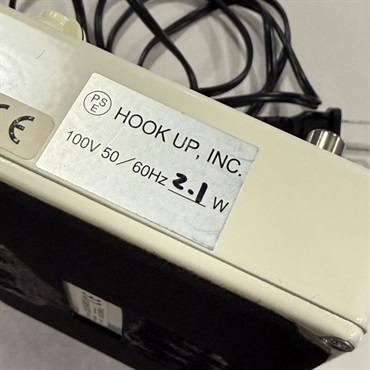 PSE HOOK UP, INC.
100V 50/60Hz 2.1 W
CE